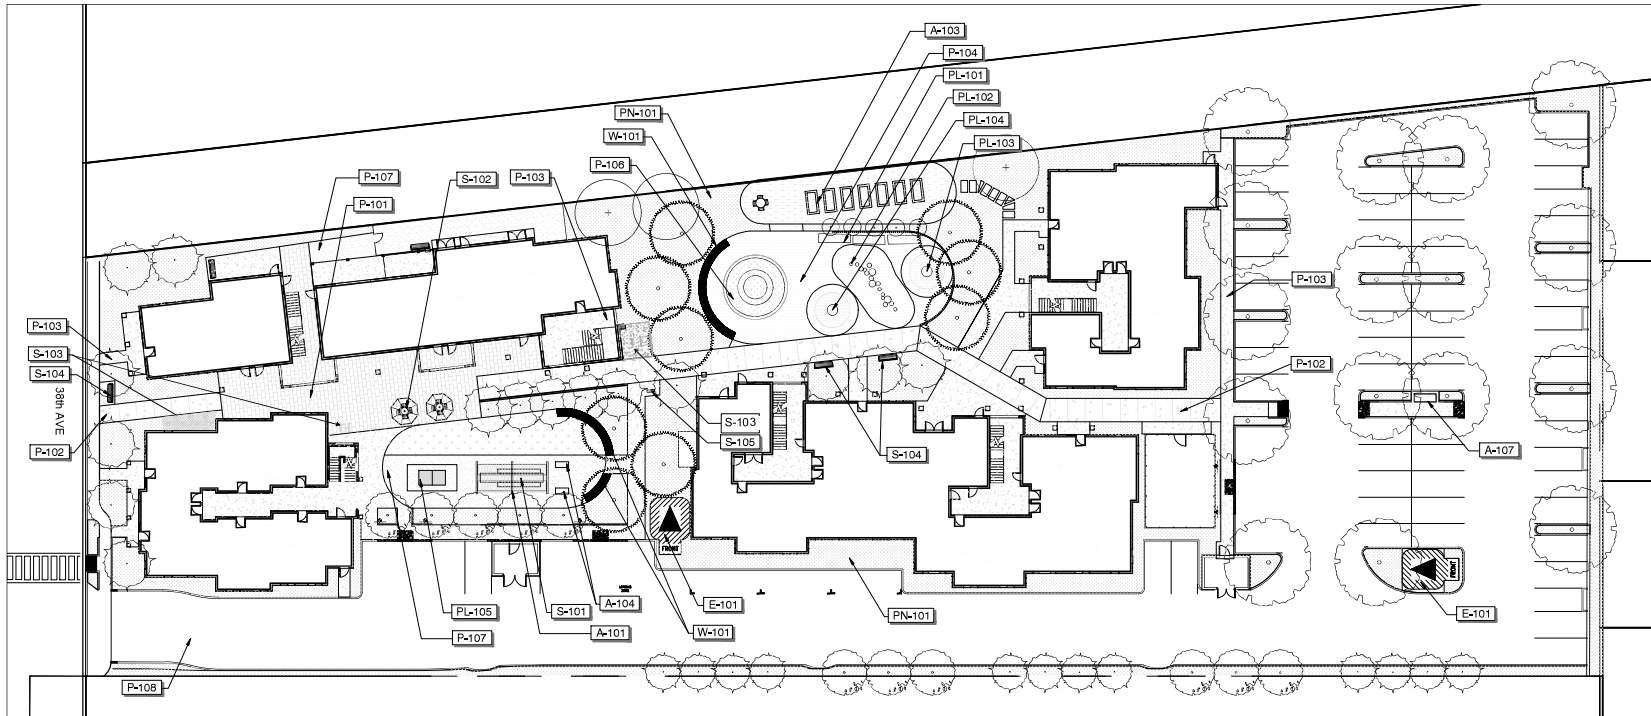 A-103
P-104
PL-101
PL-102
PL-104
PL-103
PN-101
W-101
P-106
P-103
S-102
P-107
P-101
P-103
S-103
S-104
38th AVE
P-102
P-103
P-102
A-107
S-103
S-105
S-104
FRONT
FRONT
PL-105
P-107
S-101
A-101
A-104
E-101
W-101
PN-101
E-101
P-108